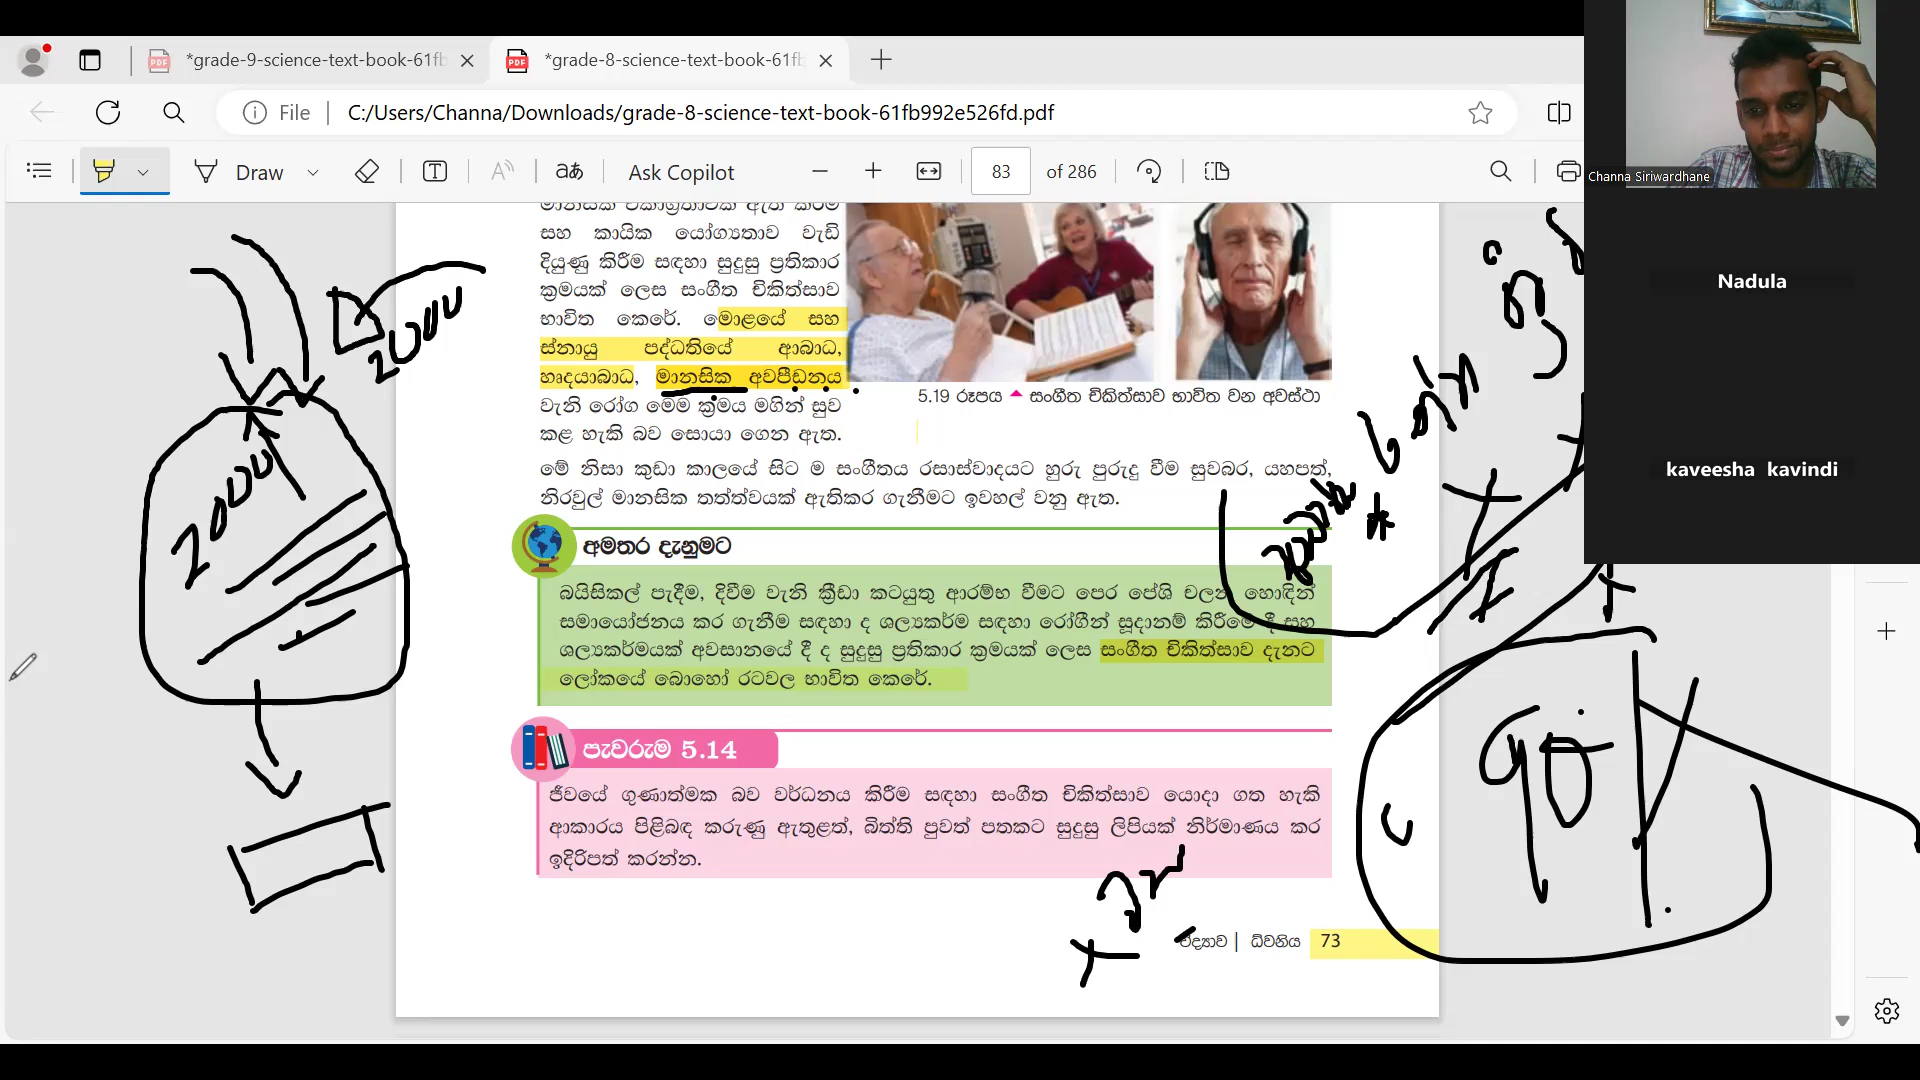 *grade-9-science-text-book-61fb
*grade-8-science-text-book-61fb
File
C:/Users/Channa/Downloads/grade-8-science-text-book-61fb992e526fd.pdf
Draw
Ask Copilot
83
of 286
Channa Siriwardhane
Nadula
kaveesha kavindi
සහ කායික යෝග්‍යතාව වැඩි
දියුණු කිරීම සඳහා සුදුසු ප්‍රතිකාර
ක්‍රමයක් ලෙස සංගීත චිකිත්සාව
භාවිත කෙරේ. මොළයේ සහ
ස්නායු පද්ධතියේ ආබාධ,
හෘදයාබාධ, මානසික අවපීඩනය
වැනි රෝග මෙම ක්‍රමය මගින් සුව
කළ හැකි බව සොයා ගෙන ඇත.
5.19 රූපය ▲ සංගීත චිකිත්සාව භාවිත වන අවස්ථා
මේ නිසා කුඩා කාලයේ සිට ම සංගීතය රසාස්වාදයට හුරු පුරුදු වීම සුවබර, යහපත්,
නිරවුල් මානසික තත්ත්වයක් ඇතිකර ගැනීමට ඉවහල් වනු ඇත.
අමතර දැනුමට
බයිසිකල් පැදීම, දිවීම වැනි ක්‍රීඩා කටයුතු ආරම්භ වීමට පෙර පේශි චලන හොඳින්
සමායෝජනය කර ගැනීම සඳහා ද ශල්‍යකර්ම සඳහා රෝගීන් සූදානම් කිරීමේ දී සහ
ශල්‍යකර්මයක් අවසානයේ දී ද සුදුසු ප්‍රතිකාර ක්‍රමයක් ලෙස සංගීත චිකිත්සාව දැනට
ලෝකයේ බොහෝ රටවල භාවිත කෙරේ.
පැවරුම 5.14
ජීවයේ ගුණාත්මක බව වර්ධනය කිරීම සඳහා සංගීත චිකිත්සාව යොදා ගත හැකි
ආකාරය පිළිබඳ කරුණු ඇතුළත්, බිත්ති පුවත් පතකට සුදුසු ලිපියක් නිර්මාණය කර
ඉදිරිපත් කරන්න.
විද්‍යාව | ධ්වනිය 73
2000
2000